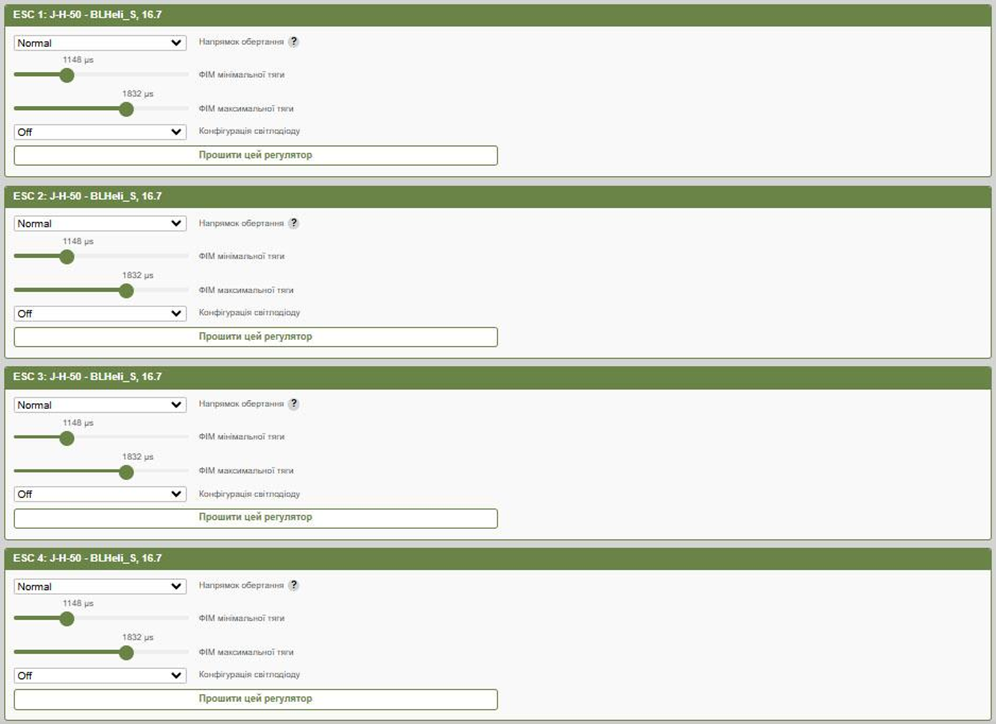 ESC 1: J-H-50 - BLHeli_S, 16.7
Normal
Напрямок обертання ?
1148 µs
ФІМ мінімальної тяги
1832 µs
ФІМ максимальної тяги
Off
Конфігурація світлодіоду
Прошити цей регулятор
ESC 2: J-H-50 - BLHeli_S, 16.7
Normal
Напрямок обертання ?
1148 µs
ФІМ мінімальної тяги
1832 µs
ФІМ максимальної тяги
Off
Конфігурація світлодіоду
Прошити цей регулятор
ESC 3: J-H-50 - BLHeli_S, 16.7
Normal
Напрямок обертання ?
1148 µs
ФІМ мінімальної тяги
1832 µs
ФІМ максимальної тяги
Off
Конфігурація світлодіоду
Прошити цей регулятор
ESC 4: J-H-50 - BLHeli_S, 16.7
Normal
Напрямок обертання ?
1148 µs
ФІМ мінімальної тяги
1832 µs
ФІМ максимальної тяги
Off
Конфігурація світлодіоду
Прошити цей регулятор